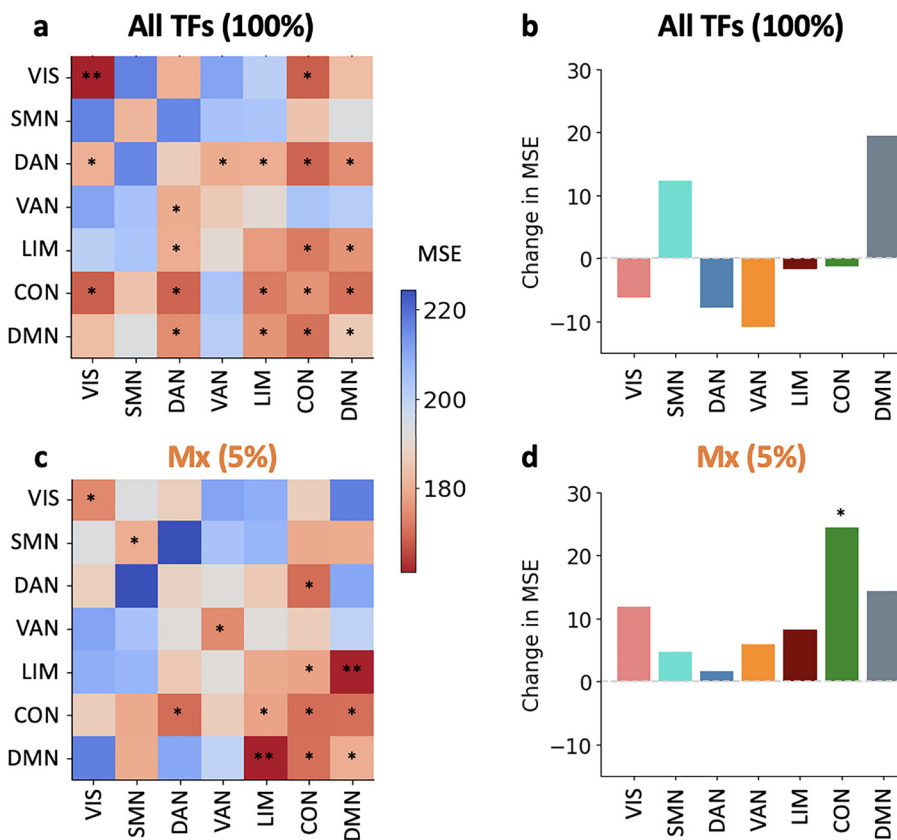 a All TFs (100%)
VIS ** *
SMN
DAN * * * * *
VAN *
LIM * * *
CON * * * * *
DMN * * * *
VIS SMN DAN VAN LIM CON DMN
MSE
220
200
180
b All TFs (100%)
Change in MSE
30
20
10
0
−10
VIS SMN DAN VAN LIM CON DMN
c Mx (5%)
VIS *
SMN *
DAN *
VAN *
LIM * **
CON * * * *
DMN ** * *
VIS SMN DAN VAN LIM CON DMN
d Mx (5%)
Change in MSE
30
20
10
0
−10
*
VIS SMN DAN VAN LIM CON DMN